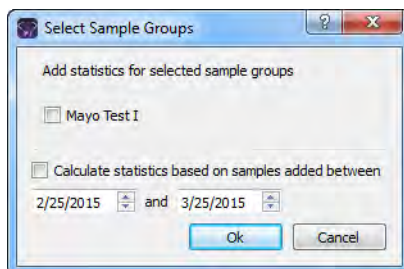 Select Sample Groups
?
X
Add statistics for selected sample groups
Mayo Test I
Calculate statistics based on samples added between
2/25/2015 and 3/25/2015
Ok Cancel